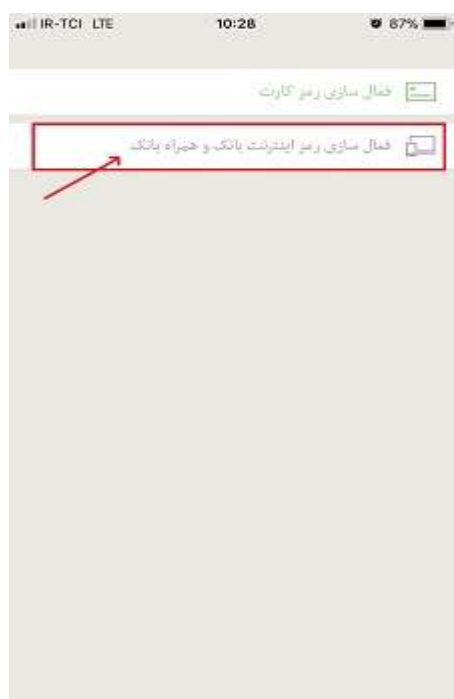 IR-TCI LTE 10:28 87%
فعال سازی رمز کارت
فعال سازی رمز اینترنت بانک و همراه بانک